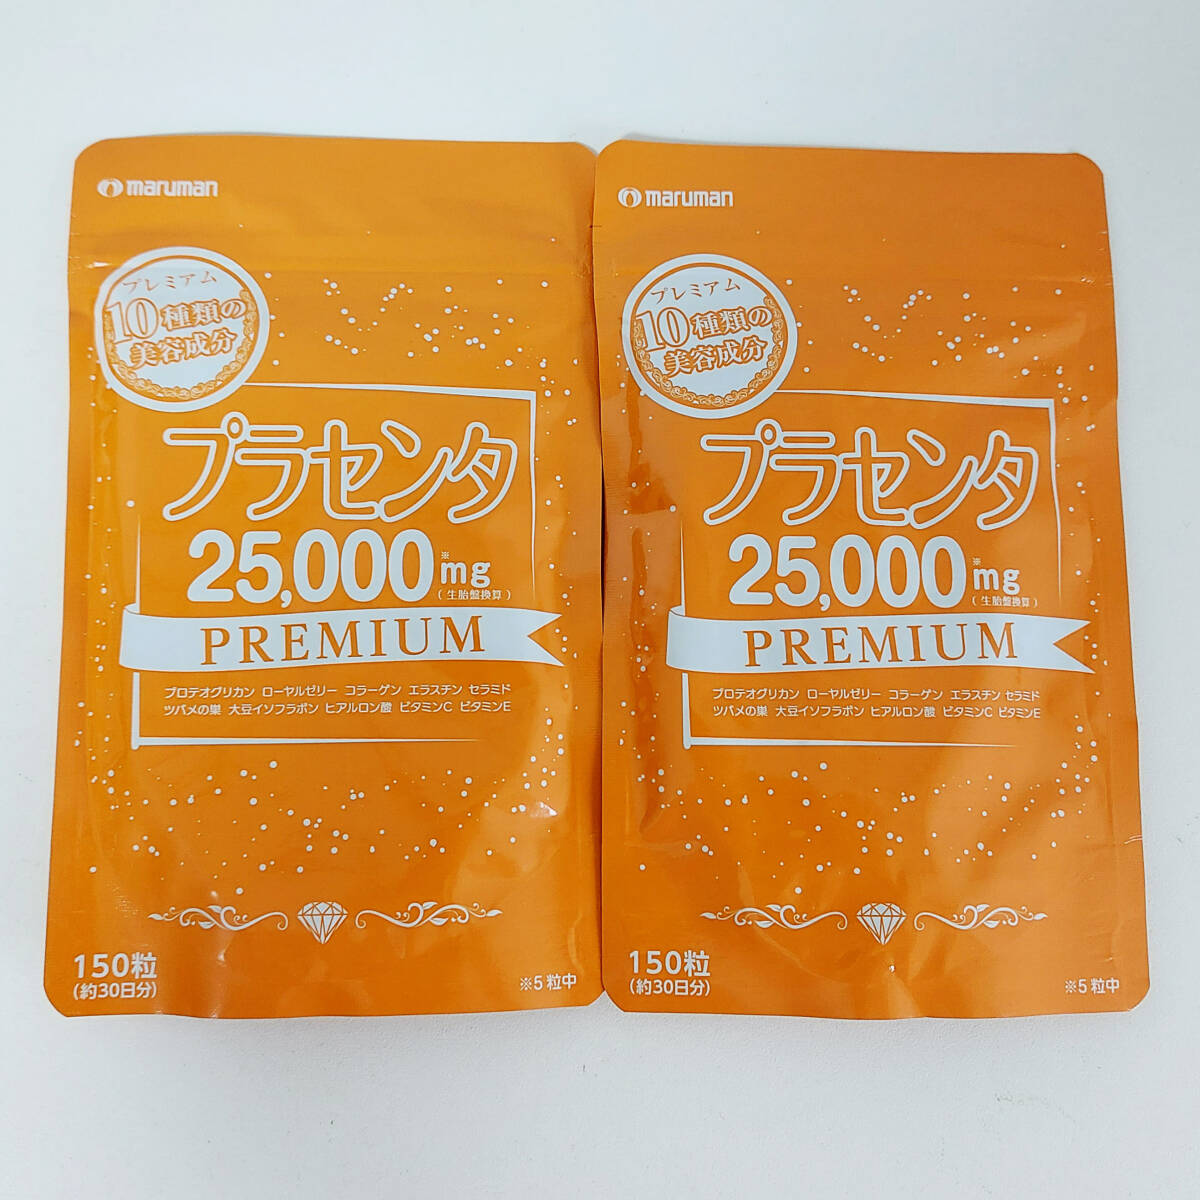 maruman
プレミアム
10種類の
美容成分
プラセンタ
25,000mg※
(生胎盤換算)
PREMIUM
プロテオグリカン ローヤルゼリー コラーゲン エラスチン セラミド
ツバメの巣 大豆イソフラボン ヒアルロン酸 ビタミンC ビタミンE
150粒
(約30日分)
※5粒中
maruman
プレミアム
10種類の
美容成分
プラセンタ
25,000mg※
(生胎盤換算)
PREMIUM
プロテオグリカン ローヤルゼリー コラーゲン エラスチン セラミド
ツバメの巣 大豆イソフラボン ヒアルロン酸 ビタミンC ビタミンE
150粒
(約30日分)
※5粒中